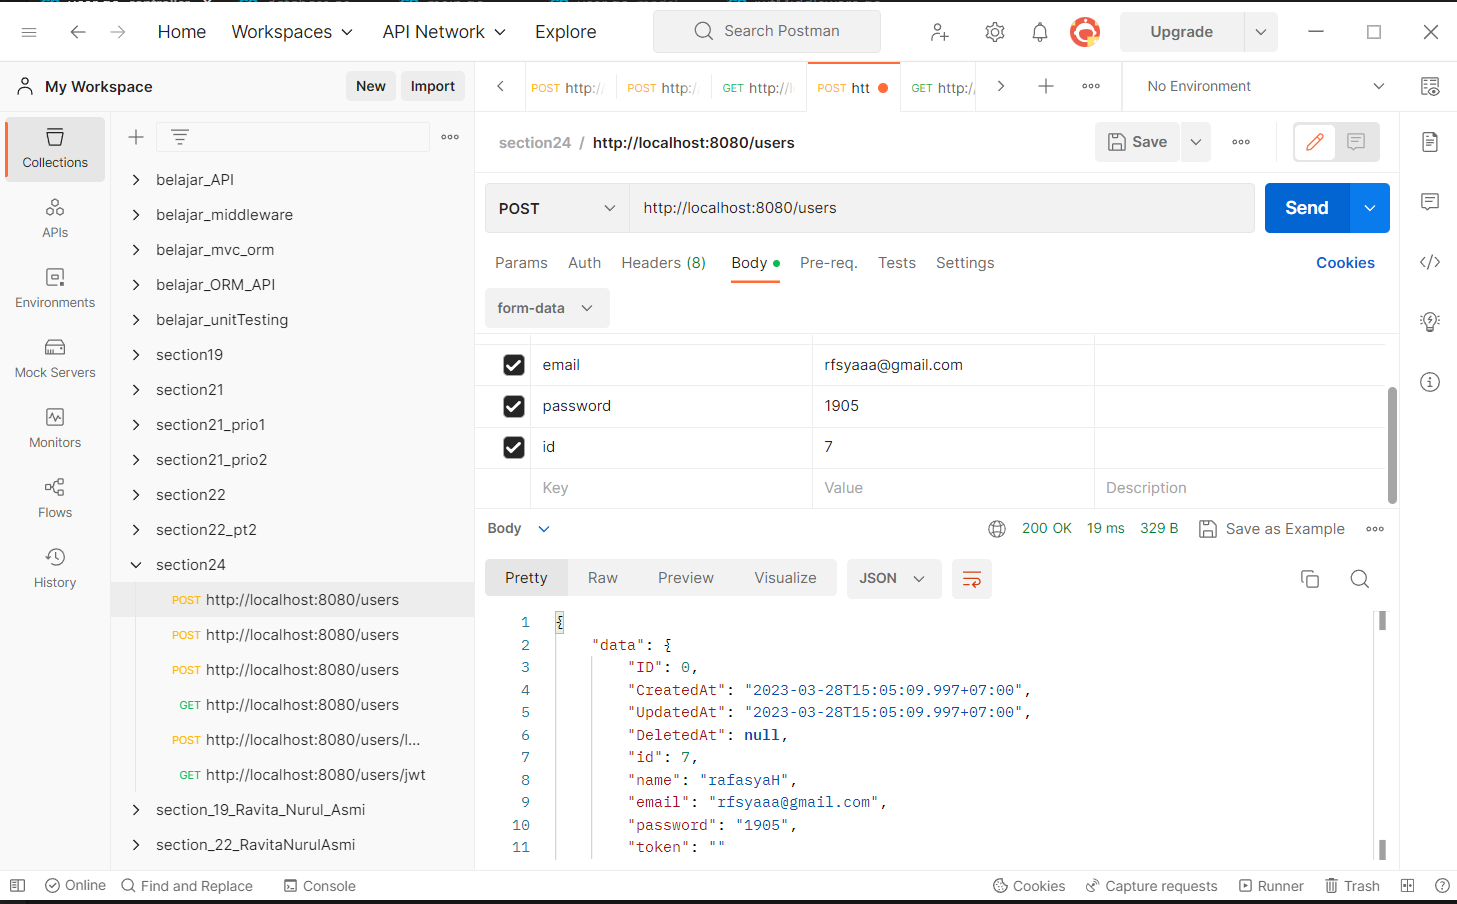 Home
Workspaces
API Network
Explore
Search Postman
Upgrade
My Workspace
New
Import
POST http:/
POST http:/
GET http://
POST htt
GET http:/
No Environment
Collections
APIs
Environments
Mock Servers
Monitors
Flows
History
belajar_API
belajar_middleware
belajar_mvc_orm
belajar_ORM_API
belajar_unitTesting
section19
section21
section21_prio1
section21_prio2
section22
section22_pt2
section24
POST http://localhost:8080/users
POST http://localhost:8080/users
POST http://localhost:8080/users
GET http://localhost:8080/users
POST http://localhost:8080/users/l...
GET http://localhost:8080/users/jwt
section_19_Ravita_Nurul_Asmi
section_22_RavitaNurulAsmi
section24 / http://localhost:8080/users
Save
POST
http://localhost:8080/users
Send
Params Auth Headers (8) Body Pre-req. Tests Settings
Cookies
form-data
email rfsyaaa@gmail.com
password 1905
id 7
Key Value Description
Body
200 OK 19 ms 329 B Save as Example
Pretty Raw Preview Visualize JSON
1 {
2 "data": {
3 "ID": 0,
4 "CreatedAt": "2023-03-28T15:05:09.997+07:00",
5 "UpdatedAt": "2023-03-28T15:05:09.997+07:00",
6 "DeletedAt": null,
7 "id": 7,
8 "name": "rafasyaH",
9 "email": "rfsyaaa@gmail.com",
10 "password": "1905",
11 "token": ""
Online
Find and Replace
Console
Cookies
Capture requests
Runner
Trash